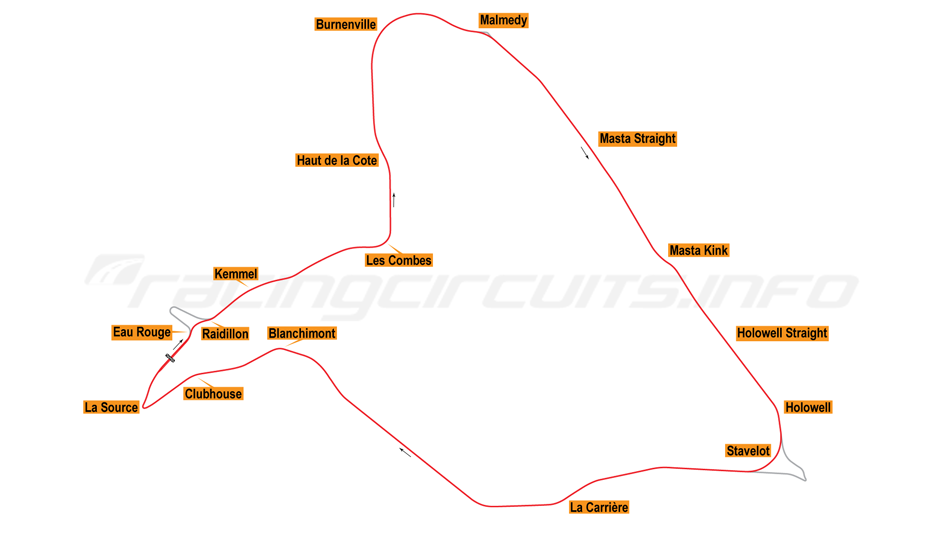 Burnenville
Malmedy
Masta Straight
Haut de la Cote
Masta Kink
Les Combes
Kemmel
racingcircuits.info
Eau Rouge
Raidillon
Blanchimont
Holowell Straight
Clubhouse
La Source
Holowell
Stavelot
La Carrière